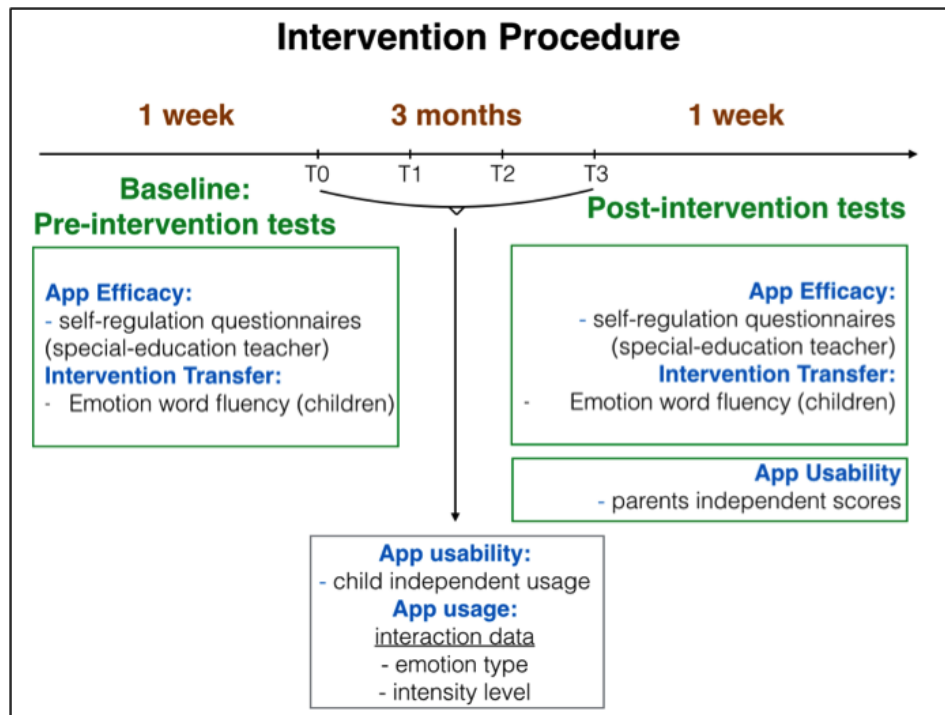 Intervention Procedure
1 week
3 months
1 week
T0
T1
T2
T3
Baseline:
Pre-intervention tests
App Efficacy:
- self-regulation questionnaires
(special-education teacher)
Intervention Transfer:
- Emotion word fluency (children)
Post-intervention tests
App Efficacy:
- self-regulation questionnaires
(special-education teacher)
Intervention Transfer:
- Emotion word fluency (children)
App Usability
- parents independent scores
App usability:
- child independent usage
App usage:
interaction data
- emotion type
- intensity level